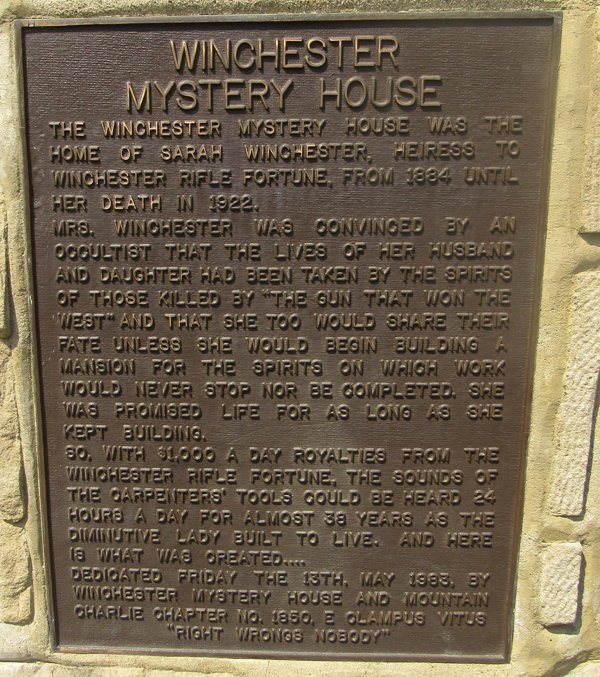 WINCHESTER
MYSTERY HOUSE
THE WINCHESTER MYSTERY HOUSE WAS THE
HOME OF SARAH WINCHESTER, HEIRESS TO
WINCHESTER RIFLE FORTUNE, FROM 1884 UNTIL
HER DEATH IN 1922.
MRS. WINCHESTER WAS CONVINCED BY AN
OCCULTIST THAT THE LIVES OF HER HUSBAND
AND DAUGHTER HAD BEEN TAKEN BY THE SPIRITS
OF THOSE KILLED BY "THE GUN THAT WON THE
WEST" AND THAT SHE TOO WOULD SHARE THEIR
FATE UNLESS SHE WOULD BEGIN BUILDING A
MANSION FOR THE SPIRITS ON WHICH WORK
WOULD NEVER STOP NOR BE COMPLETED. SHE
WAS PROMISED LIFE FOR AS LONG AS SHE
KEPT BUILDING.
SO, WITH $1,000 A DAY ROYALTIES FROM THE
WINCHESTER RIFLE FORTUNE, THE SOUNDS OF
THE CARPENTERS' TOOLS COULD BE HEARD 24
HOURS A DAY FOR ALMOST 38 YEARS AS THE
DIMINUTIVE LADY BUILT TO LIVE. AND HERE
IS WHAT WAS CREATED....
DEDICATED FRIDAY THE 13TH, MAY 1983, BY
WINCHESTER MYSTERY HOUSE AND MOUNTAIN
CHARLIE CHAPTER NO. 1850, E CLAMPUS VITUS
"RIGHT WRONGS NOBODY"